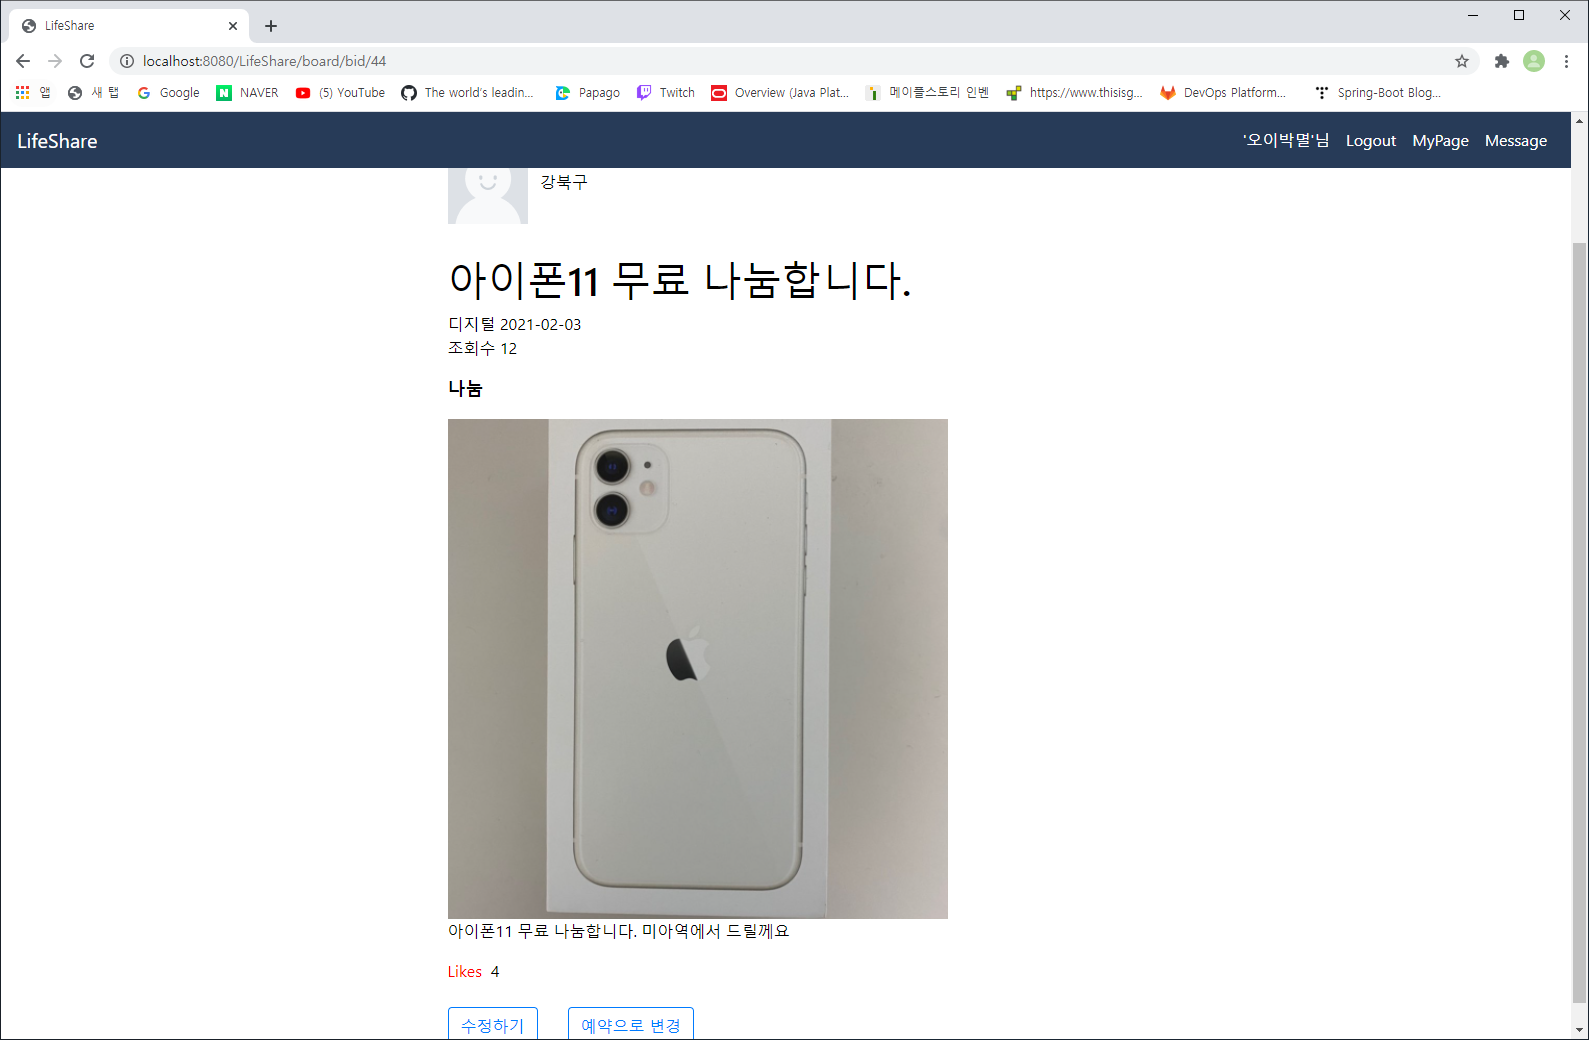 LifeShare
localhost:8080/LifeShare/board/bid/44
앱 새 탭 Google NAVER (5) YouTube The world's leadin... Papago Twitch Overview (Java Plat... 메이플스토리 인벤 https://www.thisisg... DevOps Platform... Spring-Boot Blog...
LifeShare '오이박멸'님 Logout MyPage Message
강북구
아이폰11 무료 나눔합니다.
디지털 2021-02-03
조회수 12
나눔
아이폰11 무료 나눔합니다. 미아역에서 드릴께요
Likes 4
수정하기 예약으로 변경